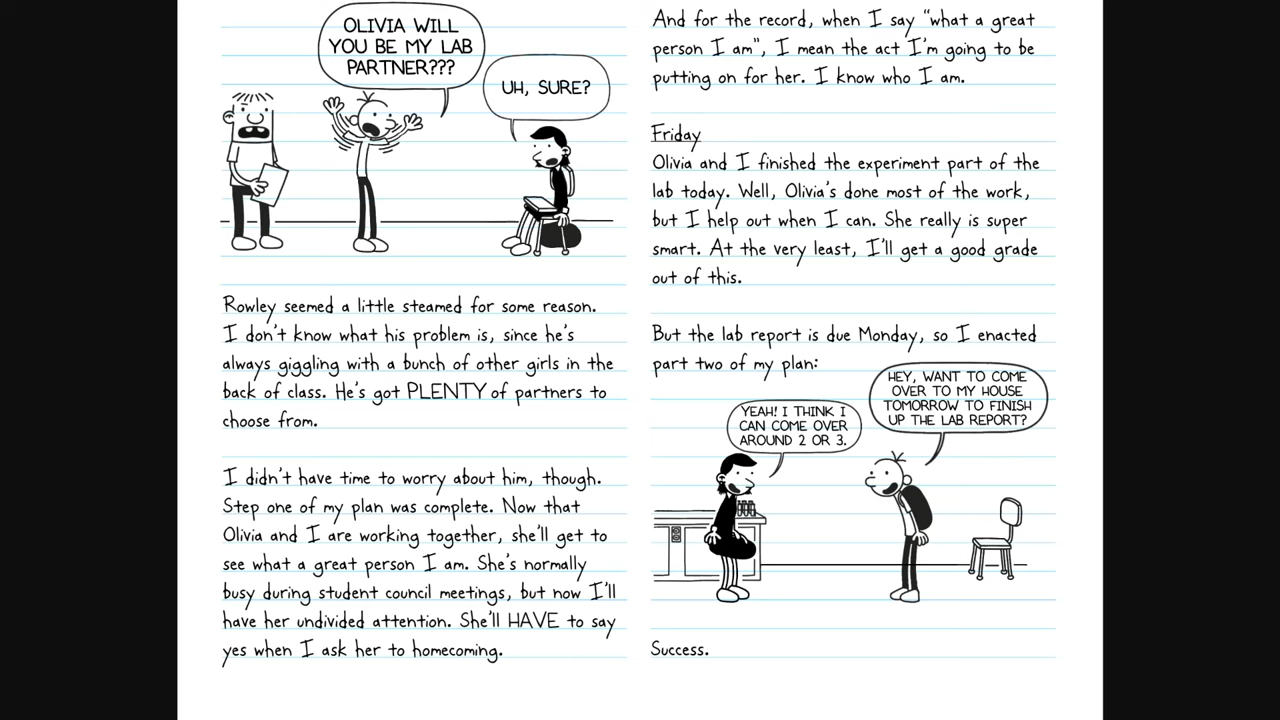 OLIVIA WILL
YOU BE MY LAB
PARTNER???
UH, SURE?
Rowley seemed a little steamed for some reason.
I don't know what his problem is, since he's
always giggling with a bunch of other girls in the
back of class. He's got PLENTY of partners to
choose from.
I didn't have time to worry about him, though.
Step one of my plan was complete. Now that
Olivia and I are working together, she'll get to
see what a great person I am. She's normally
busy during student council meetings, but now I'll
have her undivided attention. She'll HAVE to say
yes when I ask her to homecoming.
And for the record, when I say "what a great
person I am", I mean the act I'm going to be
putting on for her. I know who I am.
Friday
Olivia and I finished the experiment part of the
lab today. Well, Olivia's done most of the work,
but I help out when I can. She really is super
smart. At the very least, I'll get a good grade
out of this.
But the lab report is due Monday, so I enacted
part two of my plan:
HEY, WANT TO COME
OVER TO MY HOUSE
TOMORROW TO FINISH
UP THE LAB REPORT?
YEAH! I THINK I
CAN COME OVER
AROUND 2 OR 3.
Success.